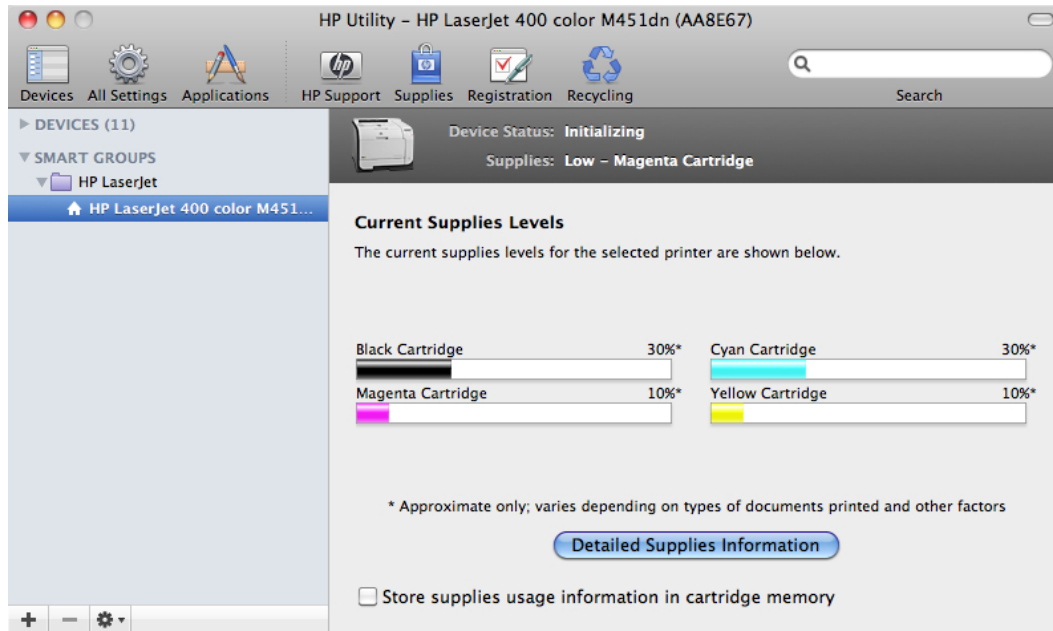 HP Utility – HP LaserJet 400 color M451dn (AA8E67)
hp
Devices All Settings Applications HP Support Supplies Registration Recycling Search
DEVICES (11)
SMART GROUPS
HP LaserJet
HP LaserJet 400 color M451...
Device Status: Initializing
Supplies: Low – Magenta Cartridge
Current Supplies Levels
The current supplies levels for the selected printer are shown below.
Black Cartridge 30%* Cyan Cartridge 30%*
Magenta Cartridge 10%* Yellow Cartridge 10%*
* Approximate only; varies depending on types of documents printed and other factors
Detailed Supplies Information
Store supplies usage information in cartridge memory